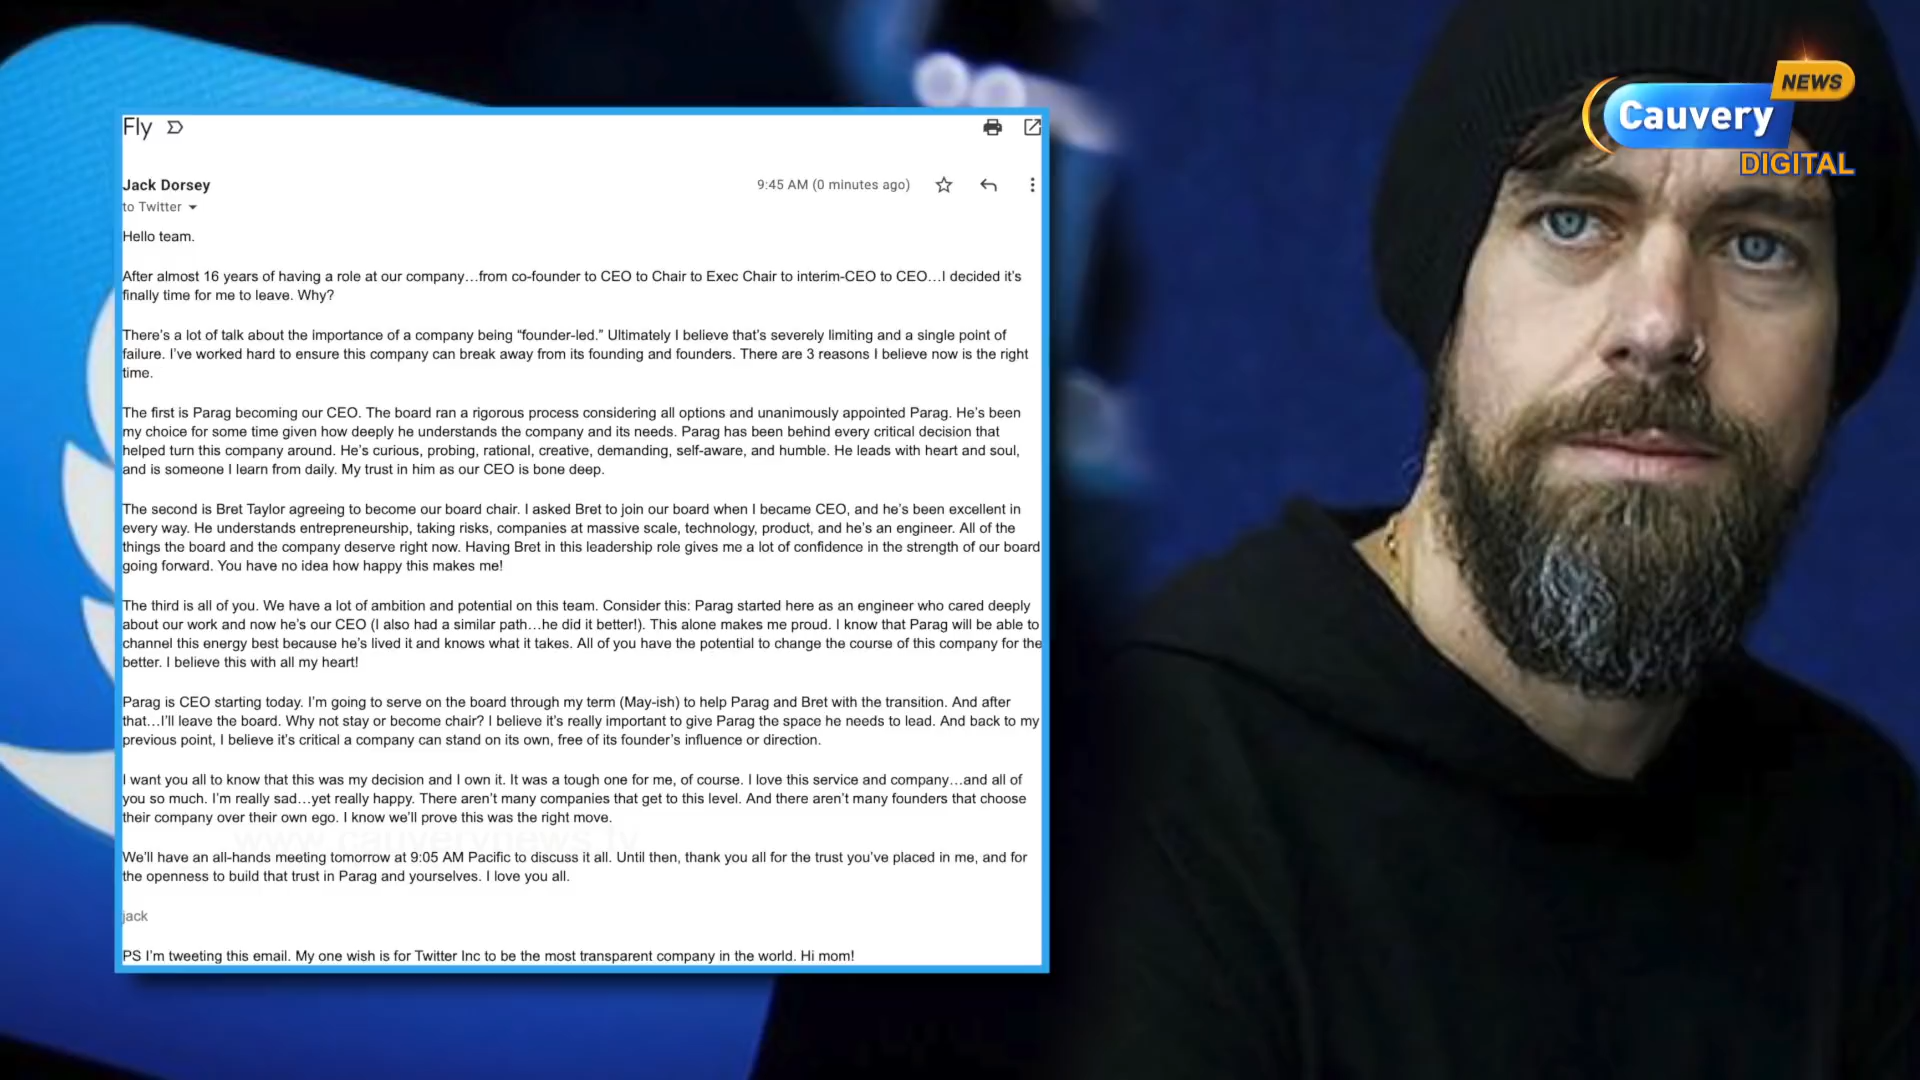 Cauvery
NEWS
DIGITAL
Fly
Jack Dorsey
9:45 AM (0 minutes ago)
to Twitter
Hello team.
After almost 16 years of having a role at our company…from co-founder to CEO to Chair to Exec Chair to interim-CEO to CEO…I decided it's
finally time for me to leave. Why?
There's a lot of talk about the importance of a company being “founder-led.” Ultimately I believe that's severely limiting and a single point of
failure. I've worked hard to ensure this company can break away from its founding and founders. There are 3 reasons I believe now is the right
time.
The first is Parag becoming our CEO. The board ran a rigorous process considering all options and unanimously appointed Parag. He's been
my choice for some time given how deeply he understands the company and its needs. Parag has been behind every critical decision that
helped turn this company around. He's curious, probing, rational, creative, demanding, self-aware, and humble. He leads with heart and soul,
and is someone I learn from daily. My trust in him as our CEO is bone deep.
The second is Bret Taylor agreeing to become our board chair. I asked Bret to join our board when I became CEO, and he's been excellent in
every way. He understands entrepreneurship, taking risks, companies at massive scale, technology, product, and he's an engineer. All of the
things the board and the company deserve right now. Having Bret in this leadership role gives me a lot of confidence in the strength of our board
going forward. You have no idea how happy this makes me!
The third is all of you. We have a lot of ambition and potential on this team. Consider this: Parag started here as an engineer who cared deeply
about our work and now he's our CEO (I also had a similar path…he did it better!). This alone makes me proud. I know that Parag will be able to
channel this energy best because he's lived it and knows what it takes. All of you have the potential to change the course of this company for the
better. I believe this with all my heart!
Parag is CEO starting today. I'm going to serve on the board through my term (May-ish) to help Parag and Bret with the transition. And after
that…I'll leave the board. Why not stay or become chair? I believe it's really important to give Parag the space he needs to lead. And back to my
previous point, I believe it's critical a company can stand on its own, free of its founder's influence or direction.
I want you all to know that this was my decision and I own it. It was a tough one for me, of course. I love this service and company…and all of
you so much. I'm really sad…yet really happy. There aren't many companies that get to this level. And there aren't many founders that choose
their company over their own ego. I know we'll prove this was the right move.
www.cauverynews.tv
We'll have an all-hands meeting tomorrow at 9:05 AM Pacific to discuss it all. Until then, thank you all for the trust you've placed in me, and for
the openness to build that trust in Parag and yourselves. I love you all.
jack
PS I'm tweeting this email. My one wish is for Twitter Inc to be the most transparent company in the world. Hi mom!